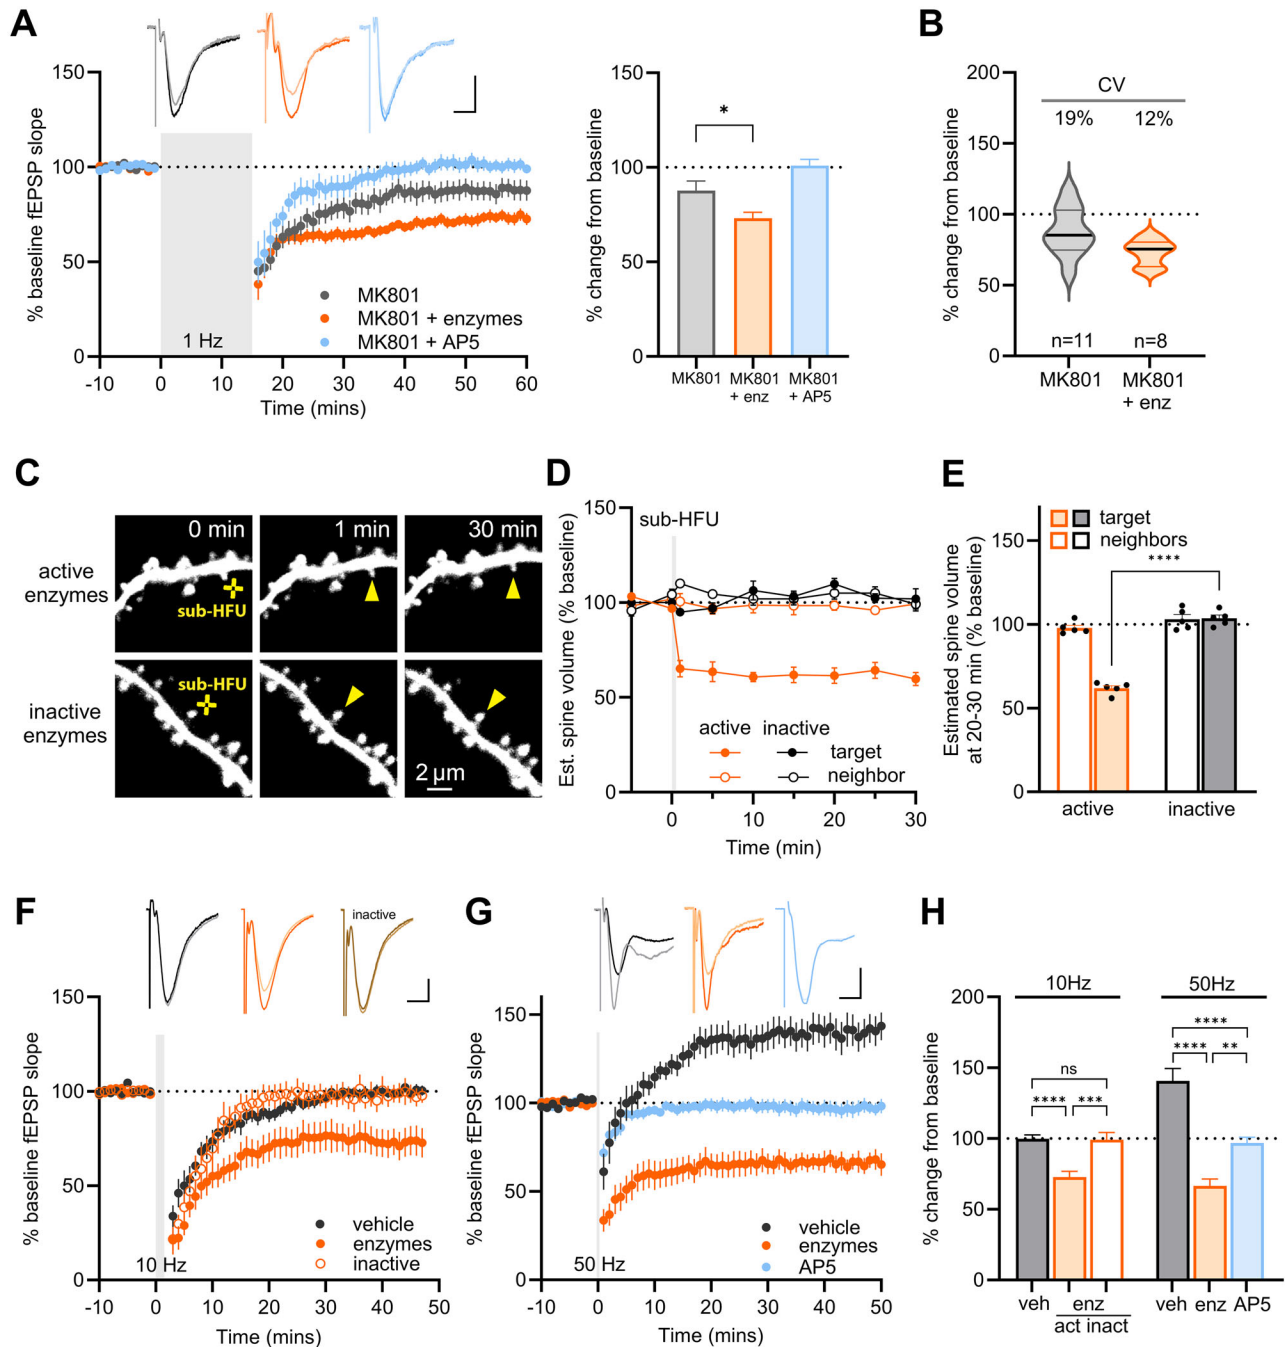 A
150
100
50
0
% baseline fEPSP slope
1 Hz
MK801
MK801 + enzymes
MK801 + AP5
-10 0 10 20 30 40 50 60
Time (mins)
150
100
50
0
% change from baseline
*
MK801
MK801
+ enz
MK801
+ AP5
B
200
150
100
50
0
% change from baseline
CV
19% 12%
n=11 n=8
MK801
MK801
+ enz
C
active
enzymes
inactive
enzymes
0 min
1 min
30 min
sub-HFU
sub-HFU
2 µm
D
150
100
50
0
Est. spine volume (% baseline)
sub-HFU
active inactive
target
neighbor
0 10 20 30
Time (min)
E
150
100
50
0
Estimated spine volume
at 20-30 min (% baseline)
target
neighbors
****
active inactive
F
inactive
150
100
50
0
% baseline fEPSP slope
10 Hz
vehicle
enzymes
inactive
-10 0 10 20 30 40 50
Time (mins)
G
150
100
50
0
% baseline fEPSP slope
50 Hz
vehicle
enzymes
AP5
-10 0 10 20 30 40 50
Time (mins)
H
200
150
100
50
0
% change from baseline
10Hz 50Hz
ns
**** ***
****
**** **
veh enz veh enz AP5
act inact